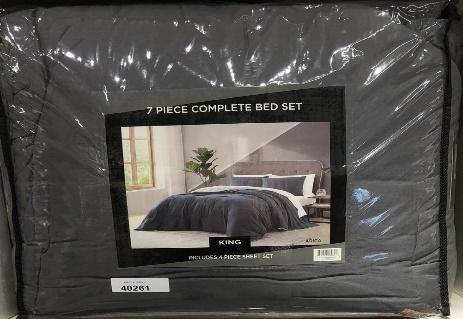 7 PIECE COMPLETE BED SET
KING
INCLUDES 4 PIECE SHEET SET
40261